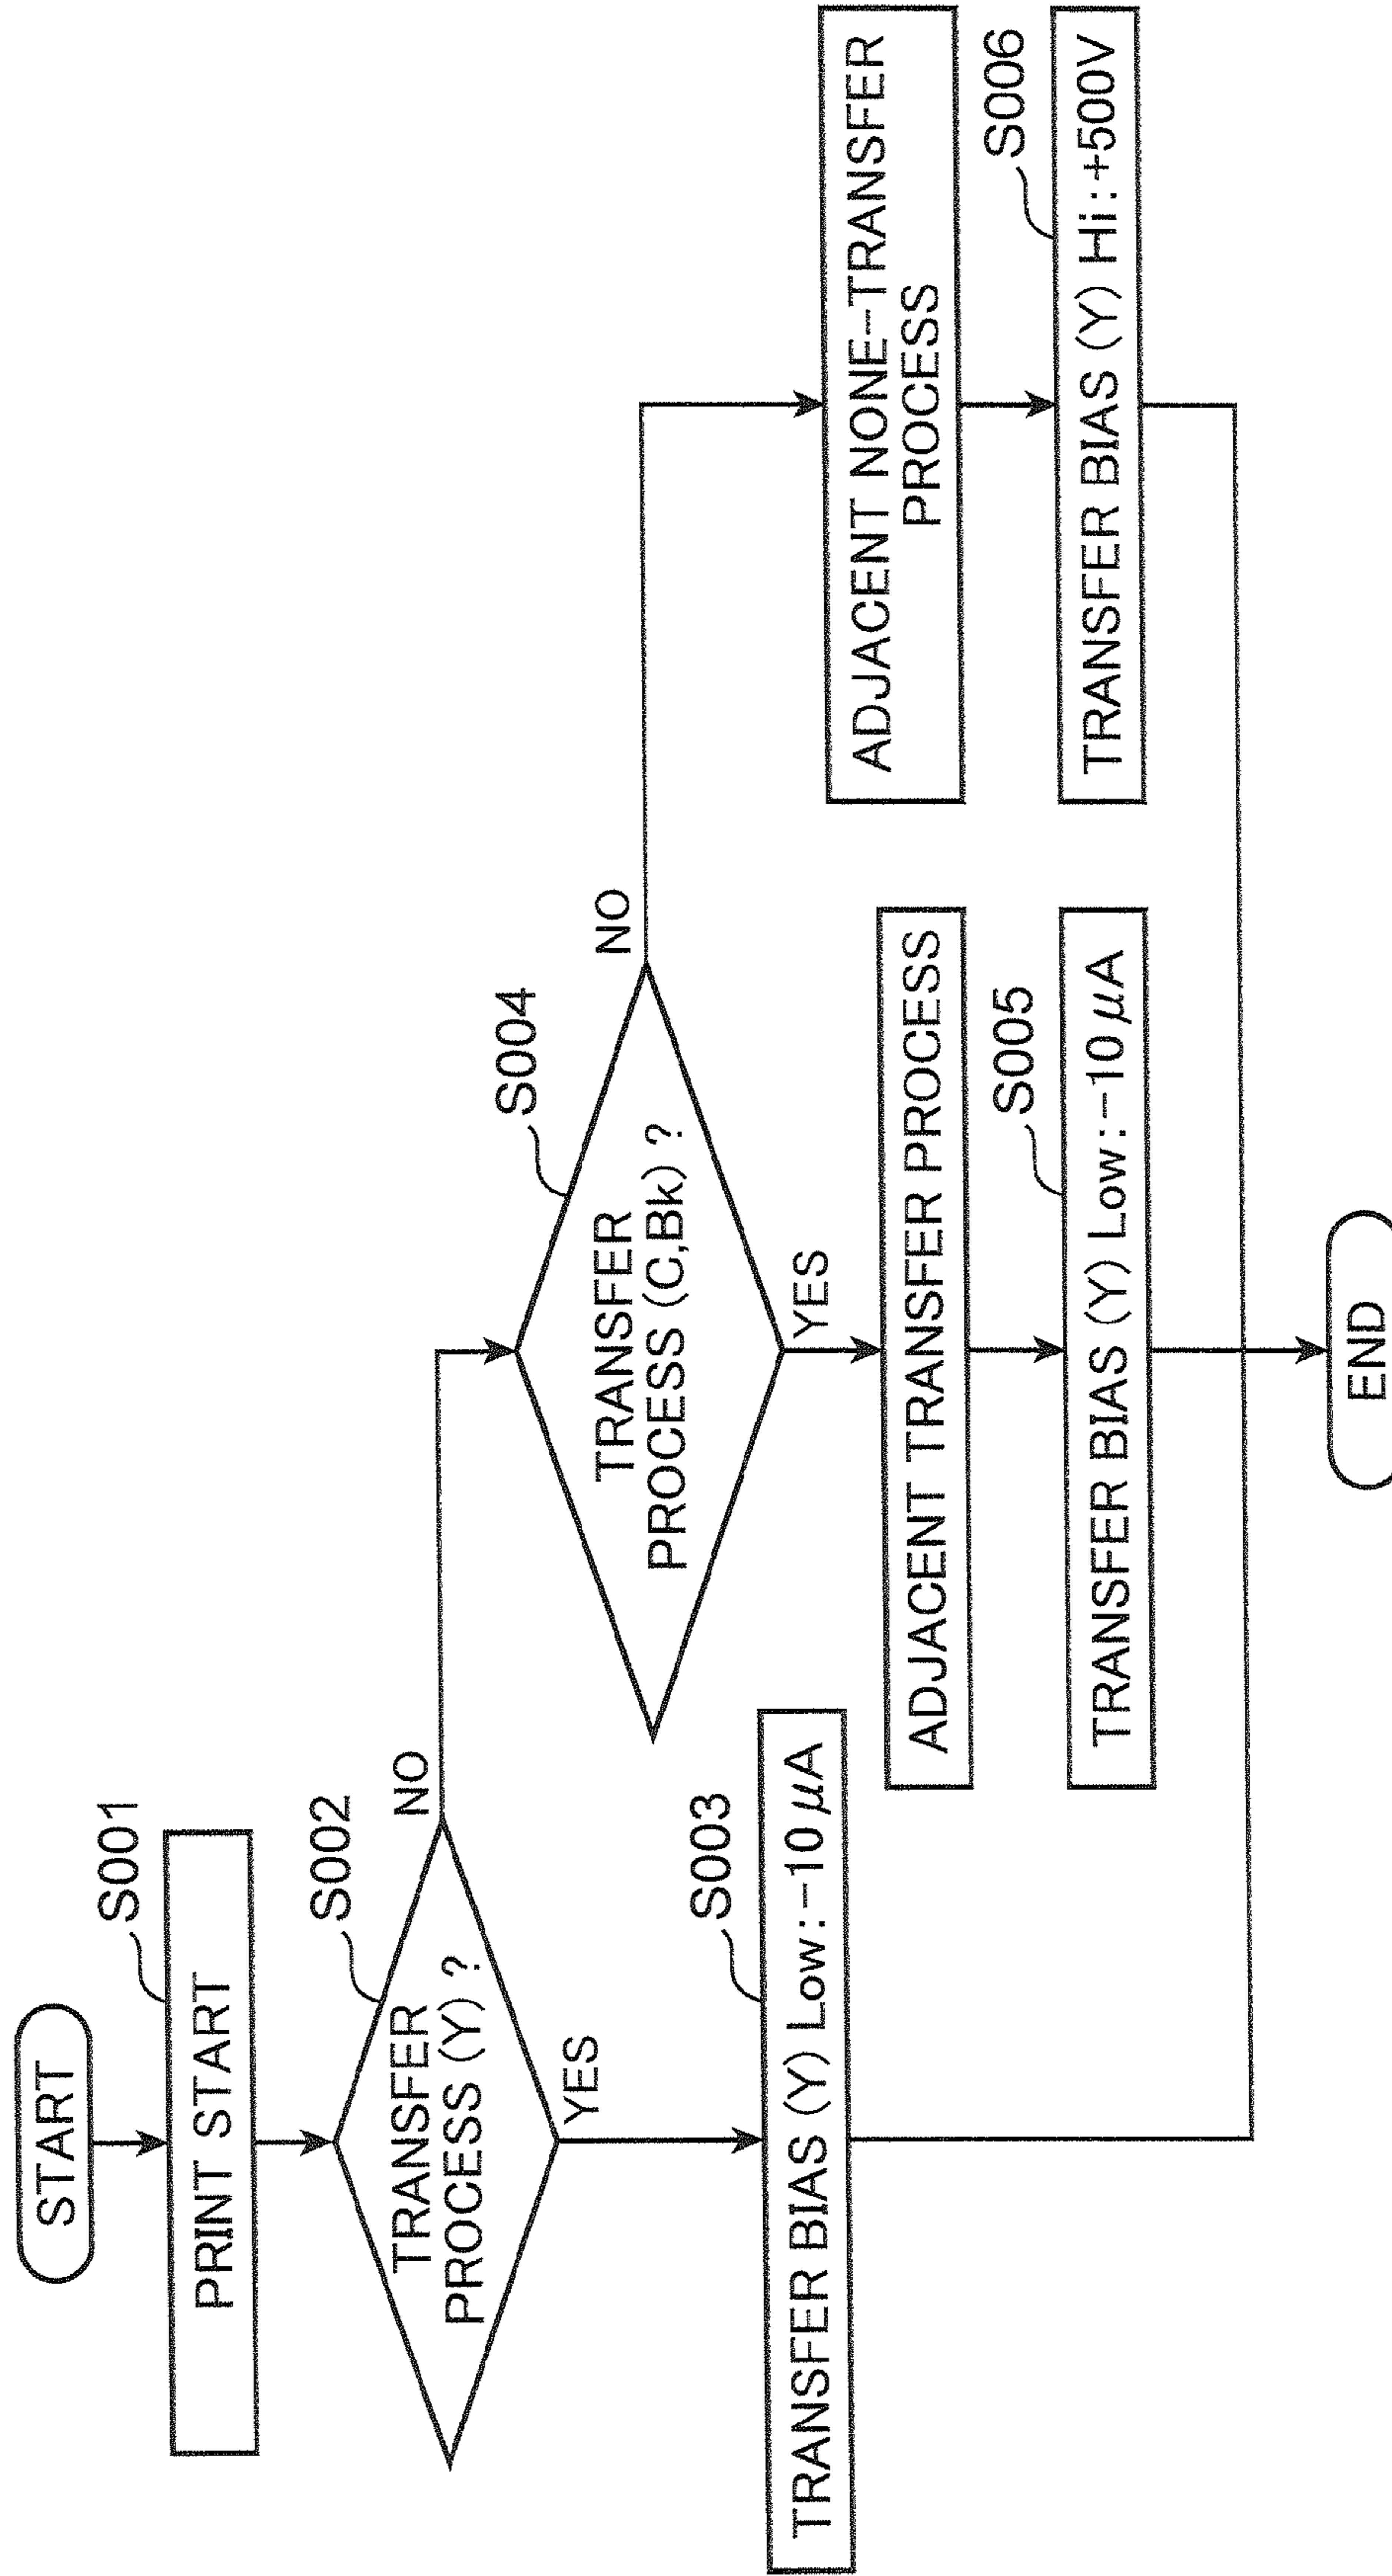 START
S001
PRINT START
S002
TRANSFER
PROCESS (Y) ?
NO
YES
S003
TRANSFER BIAS (Y) Low:−10 μA
S004
TRANSFER
PROCESS (C,Bk) ?
NO
YES
ADJACENT TRANSFER PROCESS
S005
TRANSFER BIAS (Y) Low:−10 μA
ADJACENT NONE-TRANSFER
PROCESS
S006
TRANSFER BIAS (Y) Hi:+500V
END